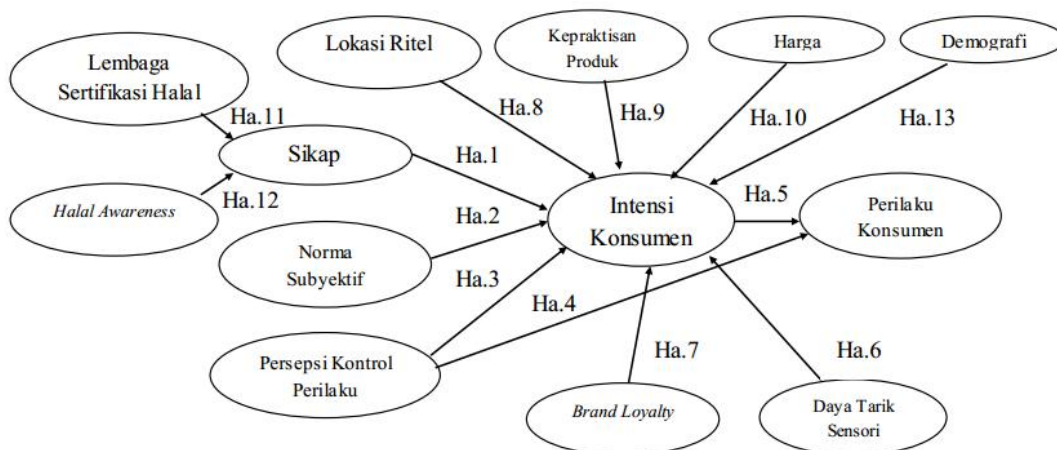 Lembaga
Sertifikasi Halal
Lokasi Ritel
Kepraktisan
Produk
Harga
Demografi
Ha.11
Ha.8
Ha.9
Ha.10
Ha.13
Sikap
Ha.1
Halal Awareness
Ha.12
Ha.2
Intensi
Konsumen
Ha.5
Perilaku
Konsumen
Norma
Subyektif
Ha.3
Ha.4
Persepsi Kontrol
Perilaku
Ha.7
Ha.6
Brand Loyalty
Daya Tarik
Sensori